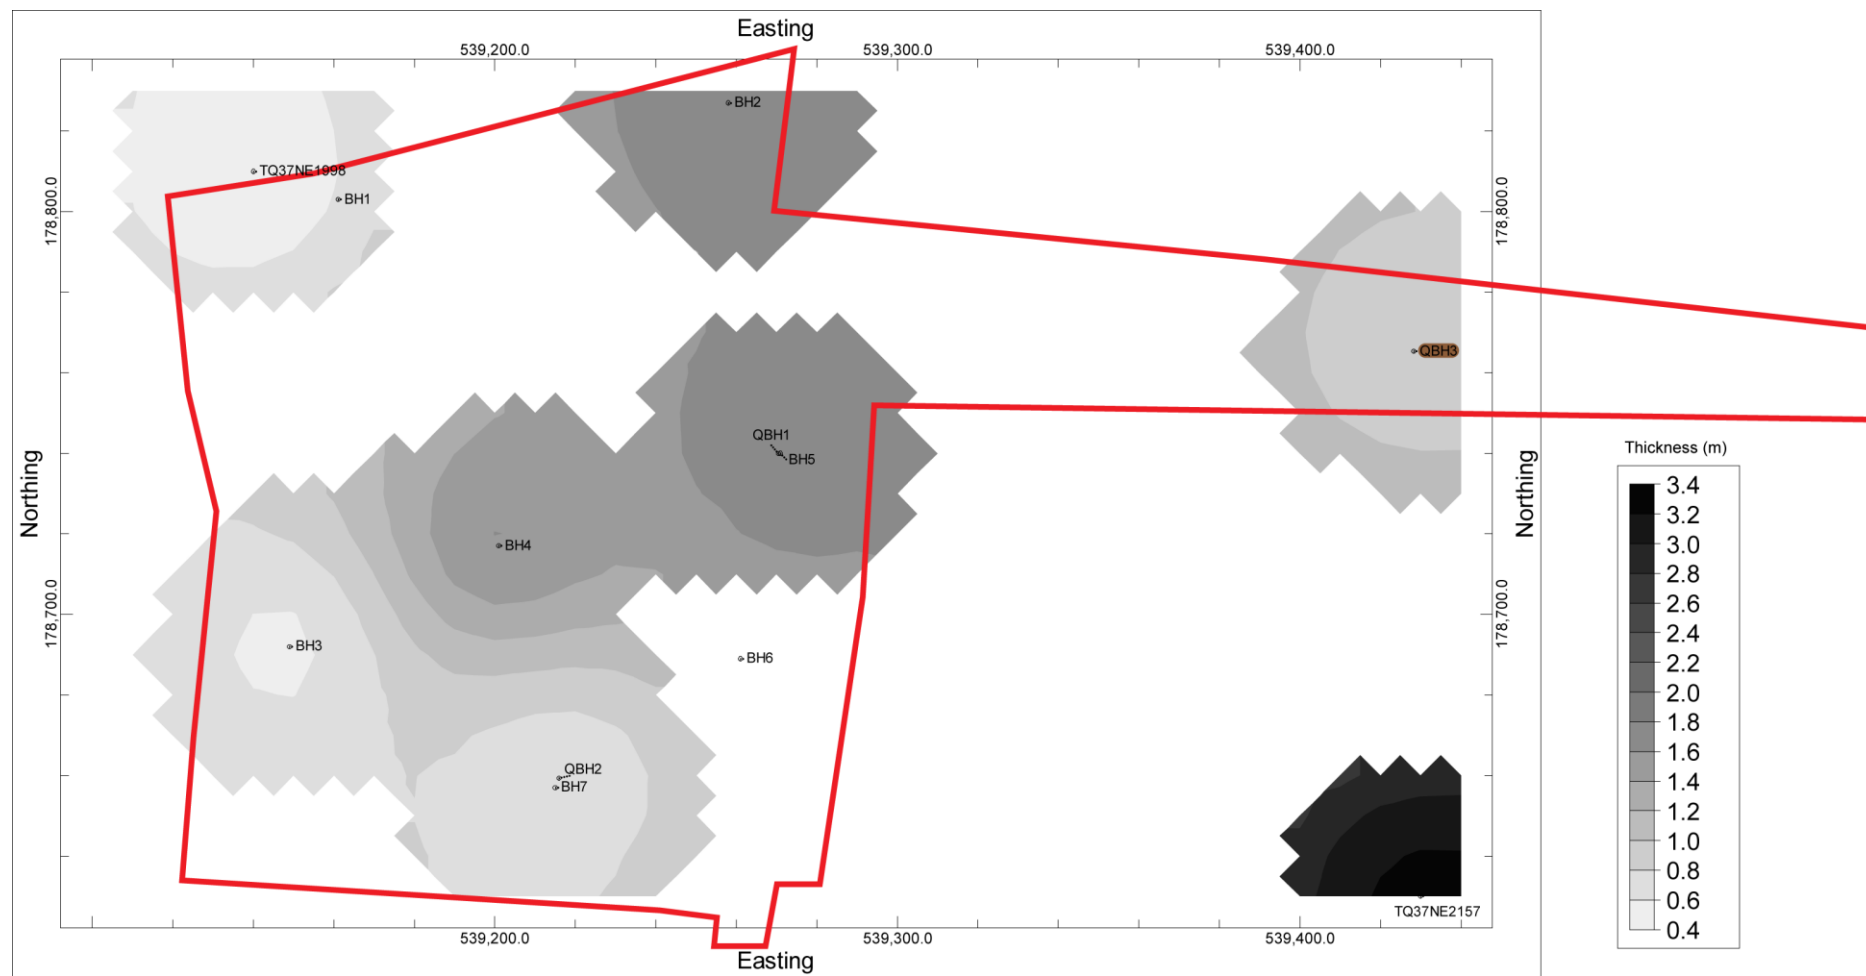 Easting
539,200.0 539,300.0 539,400.0
BH2
TQ37NE1998
BH1
178,800.0 178,800.0
QBH3
QBH1
BH5
Northing Northing
BH4
178,700.0 178,700.0
BH3
BH6
QBH2
BH7
TQ37NE2157
539,200.0 539,300.0 539,400.0
Easting
Thickness (m)
3.4
3.2
3.0
2.8
2.6
2.4
2.2
2.0
1.8
1.6
1.4
1.2
1.0
0.8
0.6
0.4